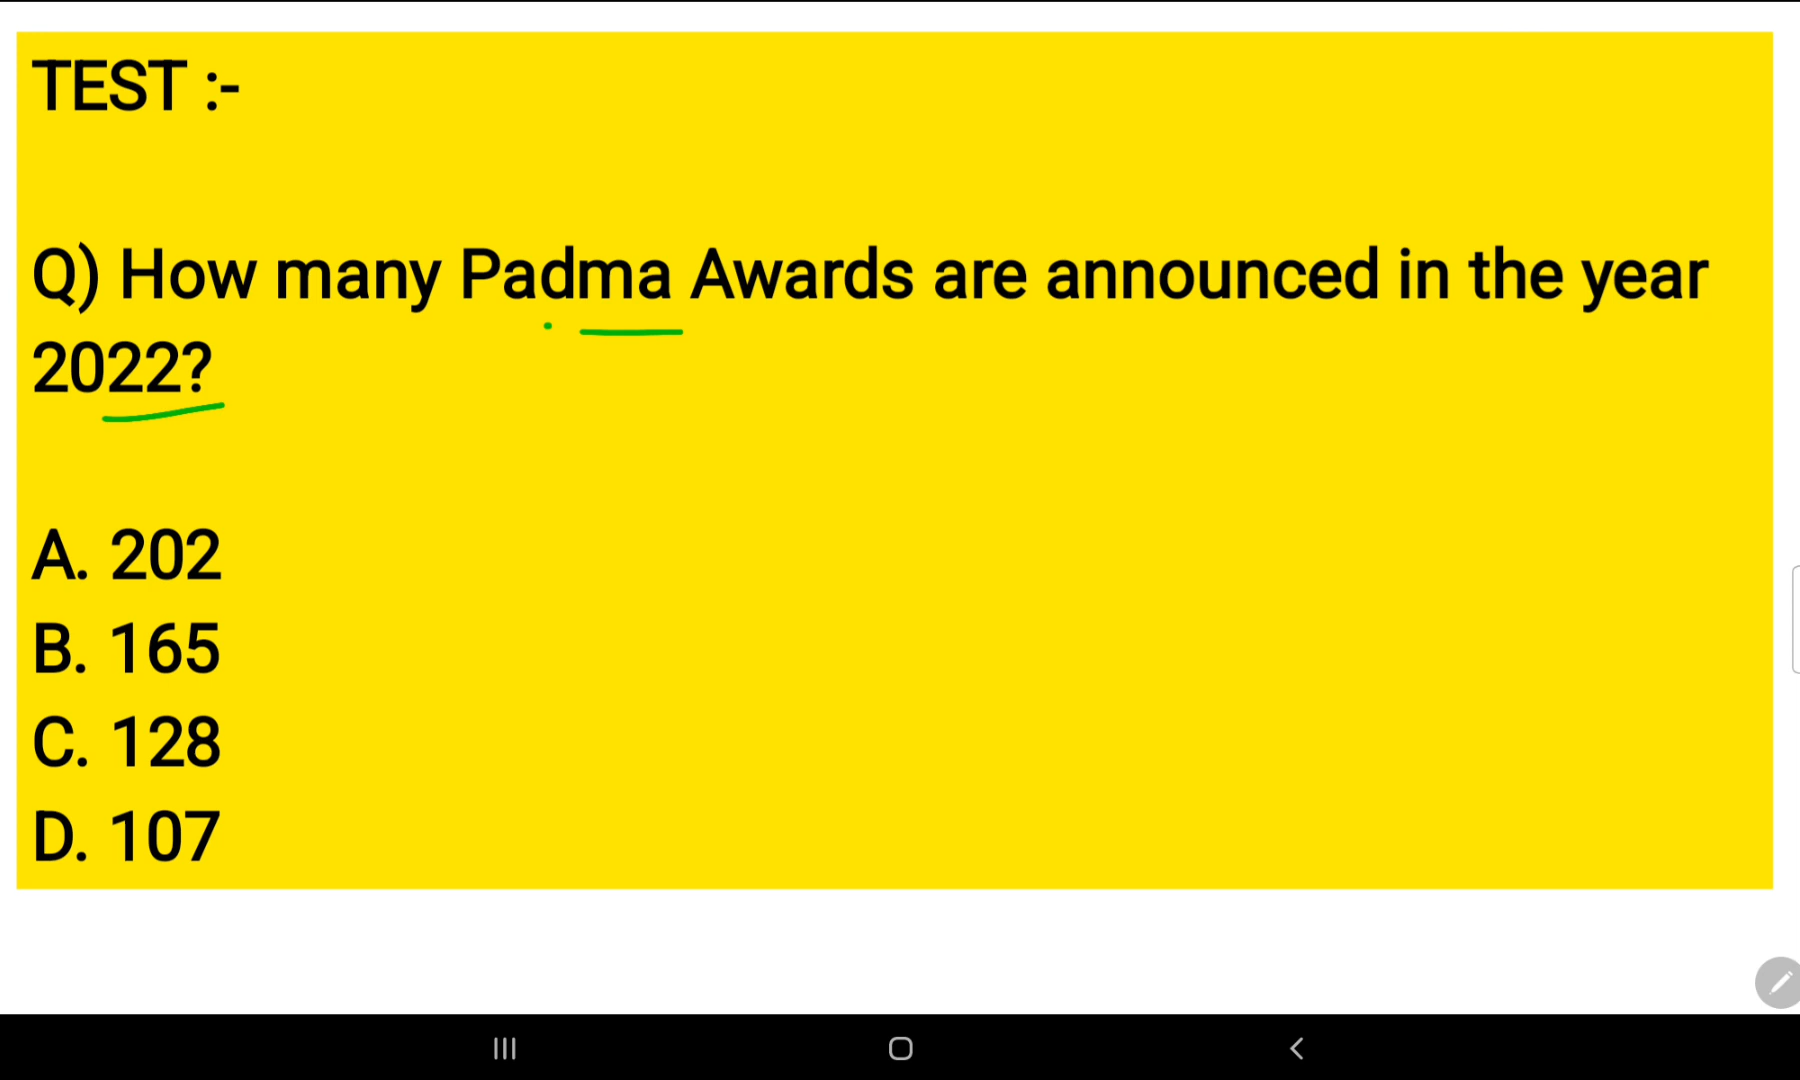 TEST :-
Q) How many Padma Awards are announced in the year
2022?
A. 202
B. 165
C. 128
D. 107